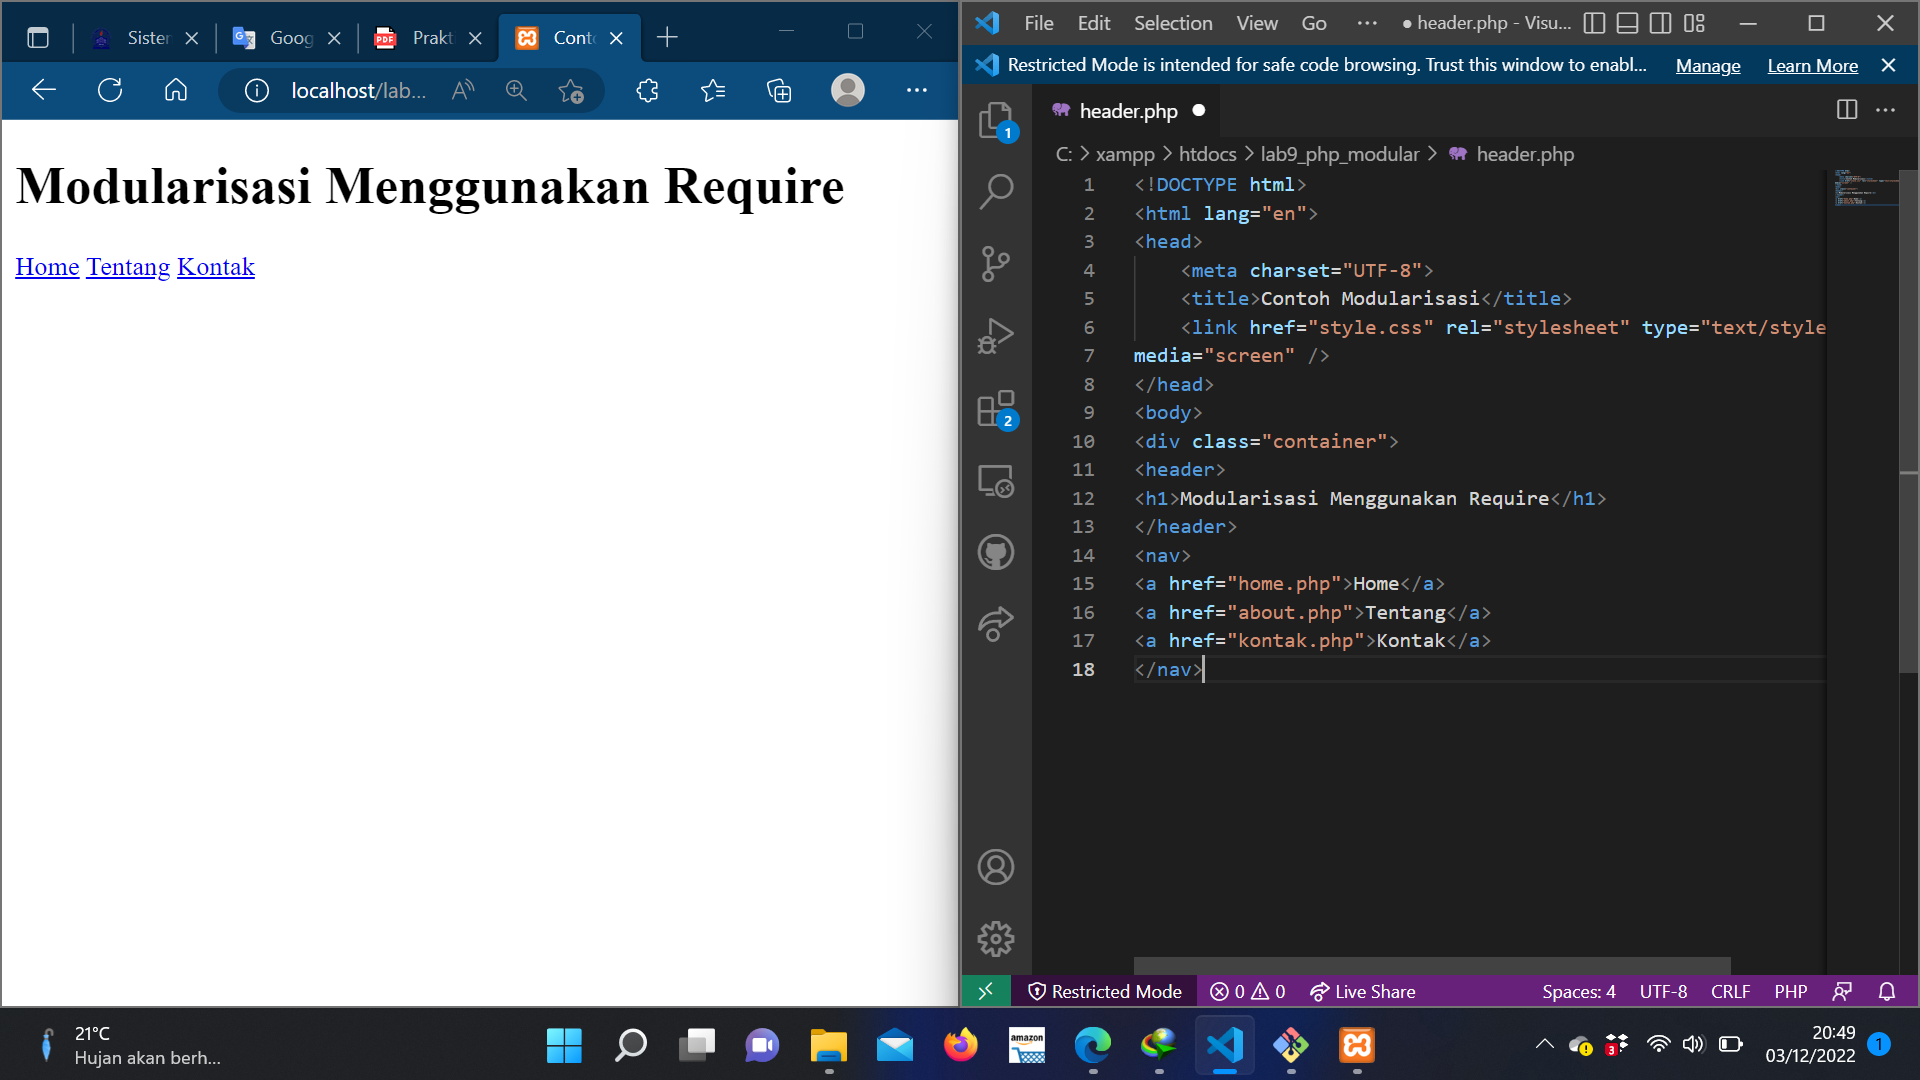 Sister
Goog
Prakt
Conto
localhost/lab...
Modularisasi Menggunakan Require
Home Tentang Kontak
File Edit Selection View Go ··· ● header.php - Visu...
Restricted Mode is intended for safe code browsing. Trust this window to enabl... Manage Learn More
1
2
header.php
C: > xampp > htdocs > lab9_php_modular > header.php
1 <!DOCTYPE html>
2 <html lang="en">
3 <head>
4 <meta charset="UTF-8">
5 <title>Contoh Modularisasi</title>
6 <link href="style.css" rel="stylesheet" type="text/style
7 media="screen" />
8 </head>
9 <body>
10 <div class="container">
11 <header>
12 <h1>Modularisasi Menggunakan Require</h1>
13 </header>
14 <nav>
15 <a href="home.php">Home</a>
16 <a href="about.php">Tentang</a>
17 <a href="kontak.php">Kontak</a>
18 </nav>
Restricted Mode 0 0 Live Share Spaces: 4 UTF-8 CRLF PHP
21°C
Hujan akan berh...
amazon
3
20:49
03/12/2022
1